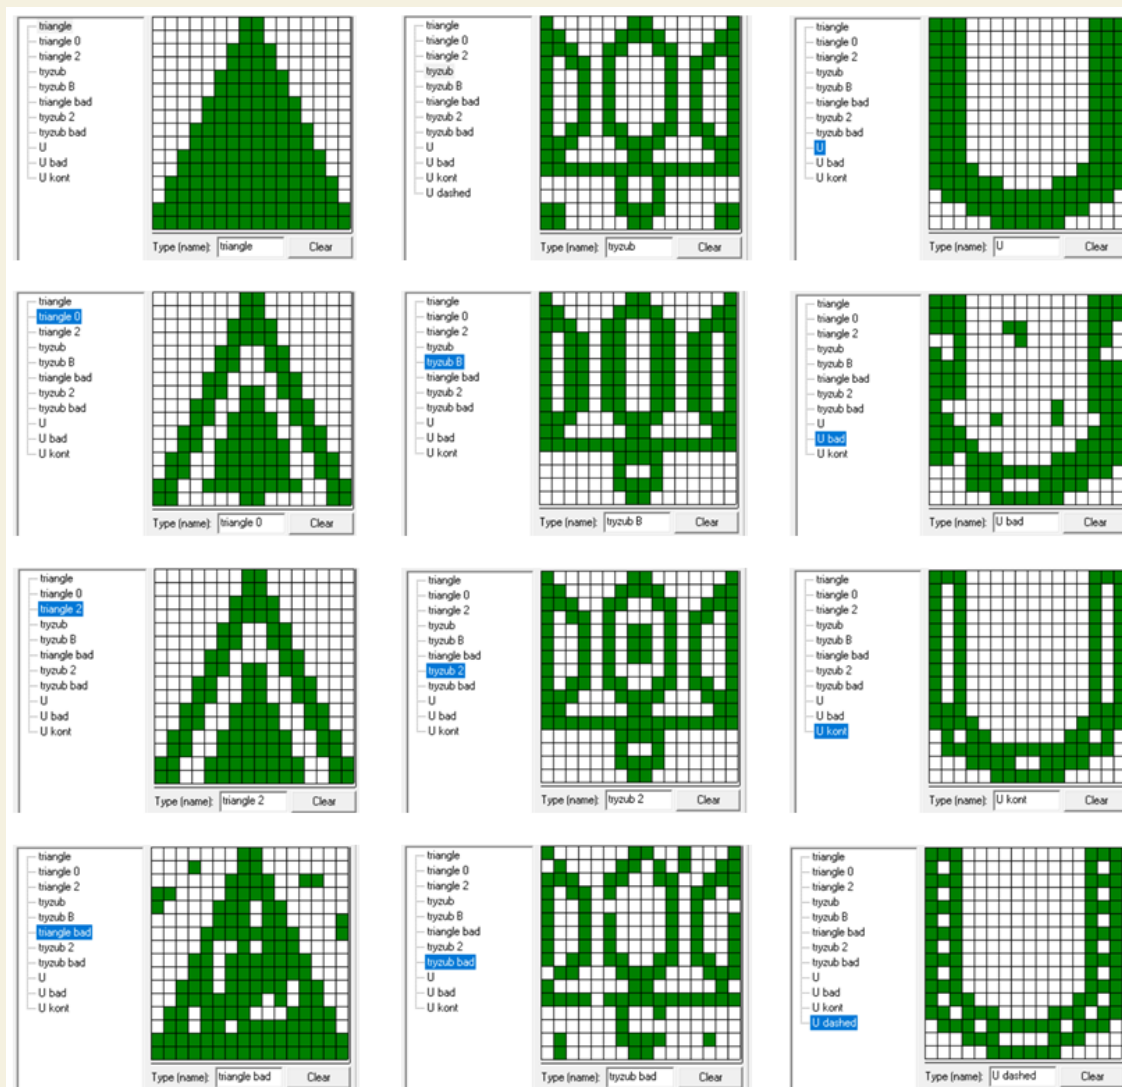 triangle
triangle 0
triangle 2
tryzub
tryzub B
triangle bad
tryzub 2
tryzub bad
U
U bad
U kont
Type (name): triangle Clear
triangle
triangle 0
triangle 2
tryzub
tryzub B
triangle bad
tryzub 2
tryzub bad
U
U bad
U kont
U dashed
Type (name): tryzub Clear
triangle
triangle 0
triangle 2
tryzub
tryzub B
triangle bad
tryzub 2
tryzub bad
U
U bad
U kont
Type (name): U Clear
triangle
triangle 0
triangle 2
tryzub
tryzub B
triangle bad
tryzub 2
tryzub bad
U
U bad
U kont
Type (name): triangle 0 Clear
triangle
triangle 0
triangle 2
tryzub
tryzub B
triangle bad
tryzub 2
tryzub bad
U
U bad
U kont
Type (name): tryzub B Clear
triangle
triangle 0
triangle 2
tryzub
tryzub B
triangle bad
tryzub 2
tryzub bad
U
U bad
U kont
Type (name): U bad Clear
triangle
triangle 0
triangle 2
tryzub
tryzub B
triangle bad
tryzub 2
tryzub bad
U
U bad
U kont
Type (name): triangle 2 Clear
triangle
triangle 0
triangle 2
tryzub
tryzub B
triangle bad
tryzub 2
tryzub bad
U
U bad
U kont
Type (name): tryzub 2 Clear
triangle
triangle 0
triangle 2
tryzub
tryzub B
triangle bad
tryzub 2
tryzub bad
U
U bad
U kont
Type (name): U kont Clear
triangle
triangle 0
triangle 2
tryzub
tryzub B
triangle bad
tryzub 2
tryzub bad
U
U bad
U kont
Type (name): triangle bad Clear
triangle
triangle 0
triangle 2
tryzub
tryzub B
triangle bad
tryzub 2
tryzub bad
U
U bad
U kont
Type (name): tryzub bad Clear
triangle
triangle 0
triangle 2
tryzub
tryzub B
triangle bad
tryzub 2
tryzub bad
U
U bad
U kont
U dashed
Type (name): U dashed Clear